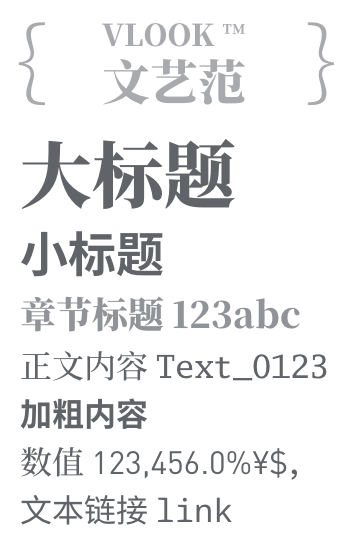 { VLOOK ™
文艺范 }
大标题
小标题
章节标题 123abc
正文内容 Text_0123
加粗内容
数值 123,456.0%¥$,
文本链接 link